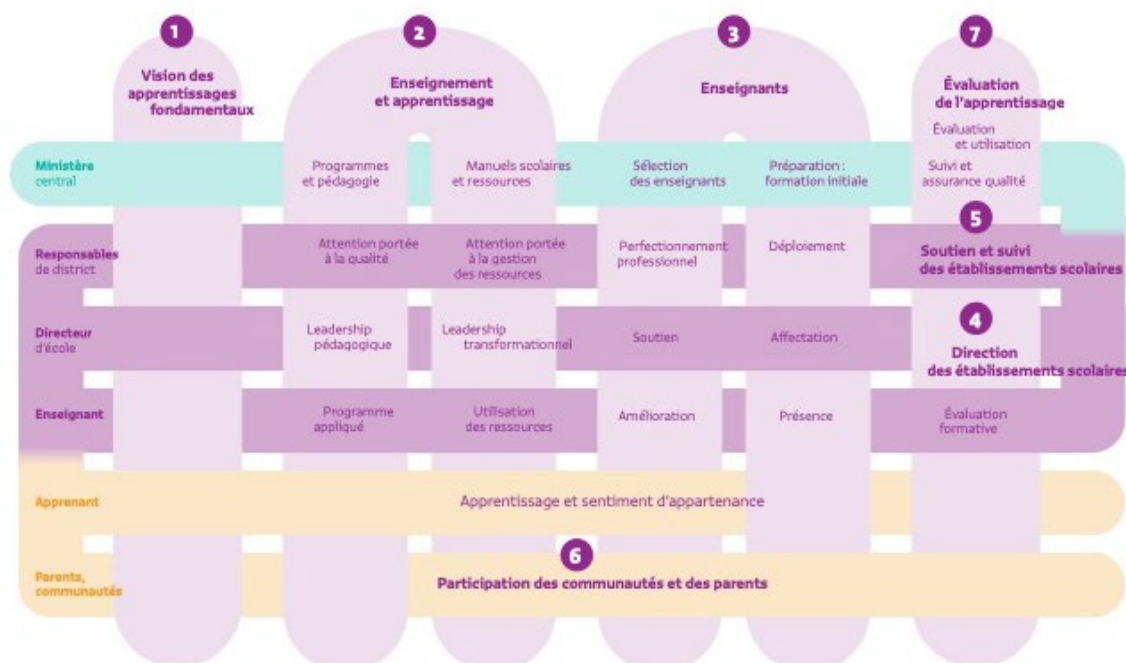 1
Vision des
apprentissages
fondamentaux
2
Enseignement
et apprentissage
3
Enseignants
7
Évaluation
de l'apprentissage
Ministère
central
Programmes
et pédagogie
Manuels scolaires
et ressources
Sélection
des enseignants
Préparation :
formation initiale
Évaluation
et utilisation
Suivi et
assurance qualité
Responsables
de district
Attention portée
à la qualité
Attention portée
à la gestion
des ressources
Perfectionnement
professionnel
Déploiement
5
Soutien et suivi
des établissements scolaires
Directeur
d'école
Leadership
pédagogique
Leadership
transformationnel
Soutien
Affectation
4
Direction
des établissements scolaires
Enseignant
Programme
appliqué
Utilisation
des ressources
Amélioration
Présence
Évaluation
formative
Apprenant
Apprentissage et sentiment d'appartenance
Parents,
communautés
6
Participation des communautés et des parents